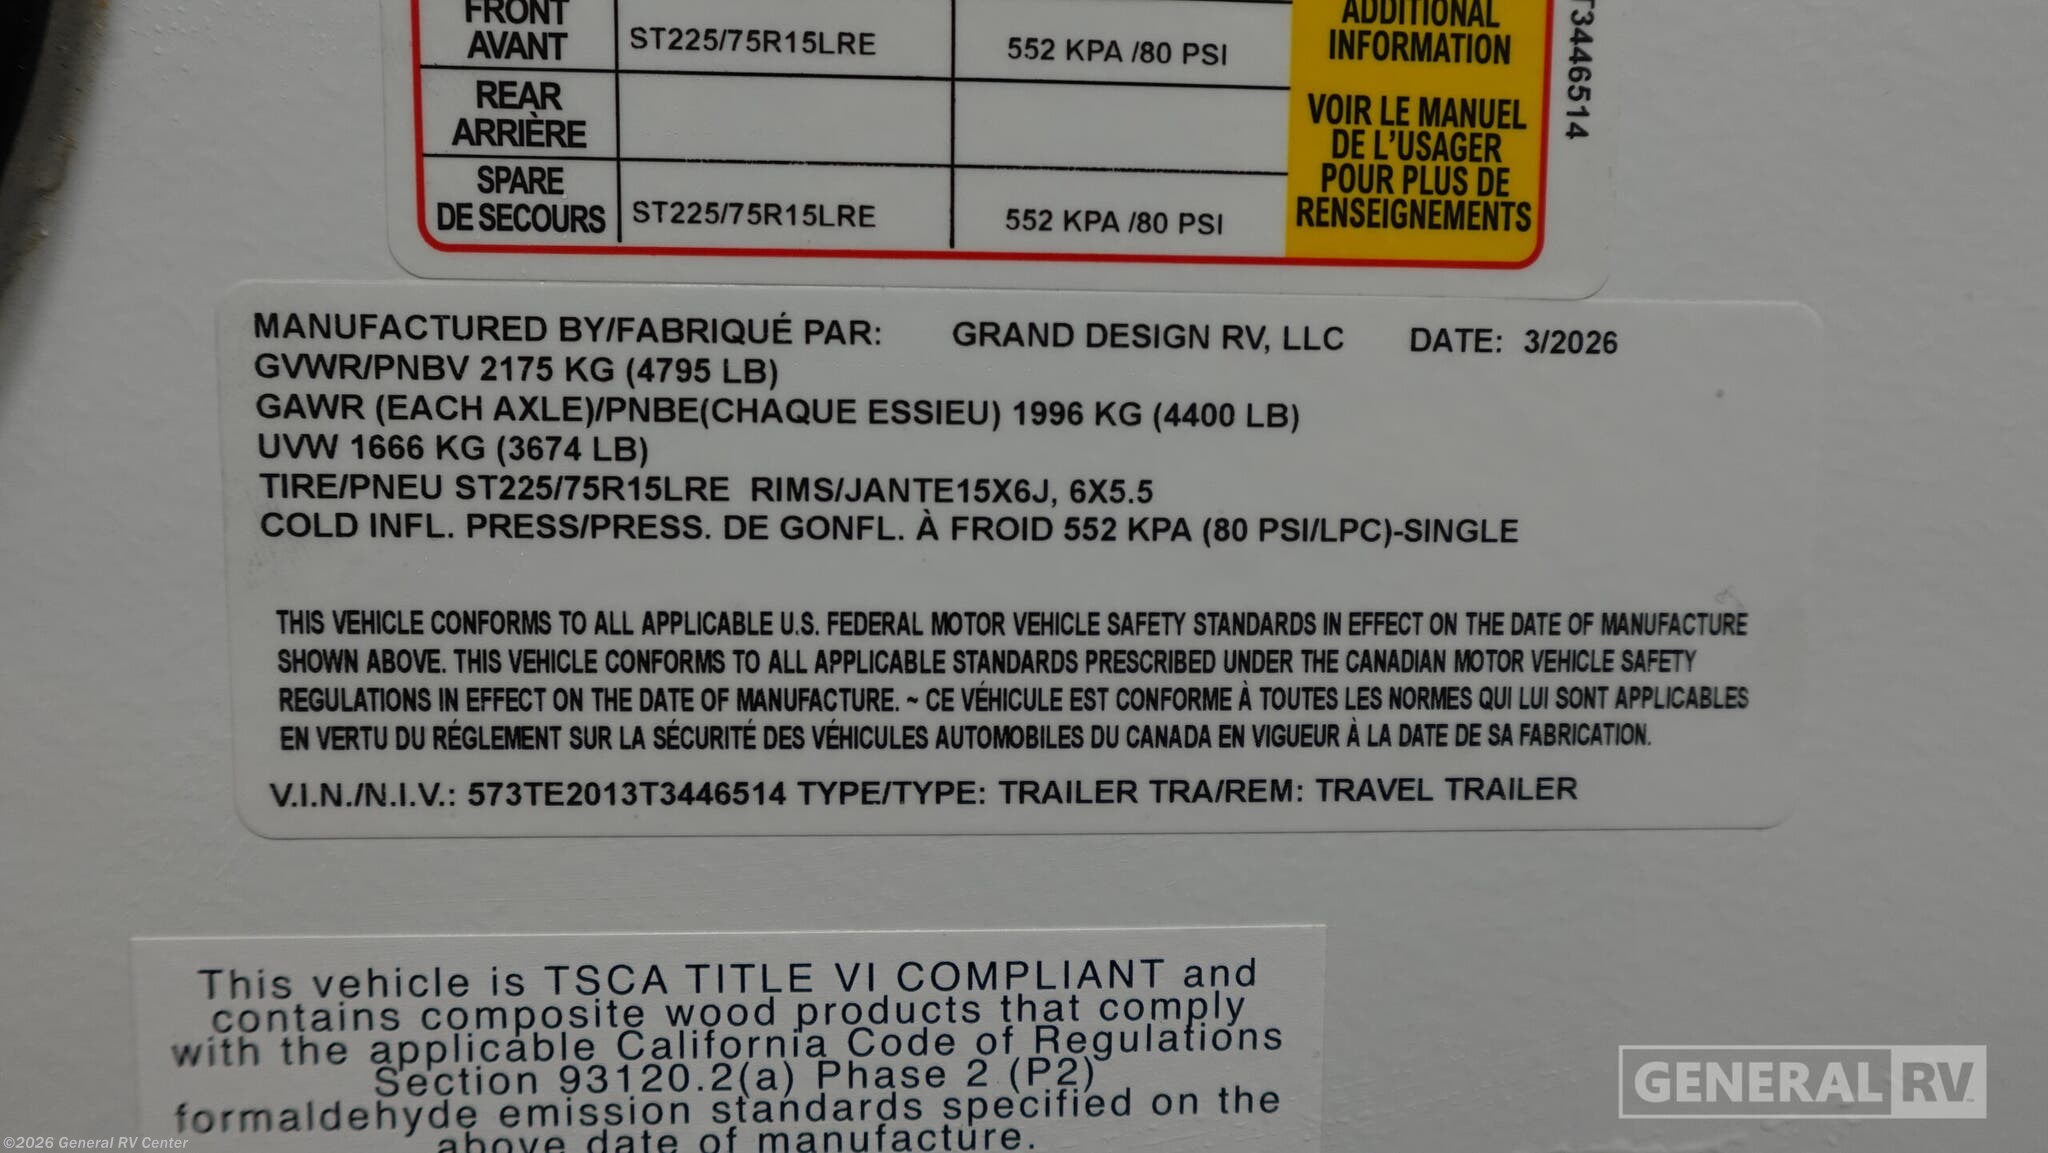 FRONT
AVANT
ST225/75R15LRE
552 KPA /80 PSI
REAR
ARRIÈRE
SPARE
DE SECOURS
ST225/75R15LRE
552 KPA /80 PSI
ADDITIONAL
INFORMATION
VOIR LE MANUEL
DE L'USAGER
POUR PLUS DE
RENSEIGNEMENTS
T3446514
MANUFACTURED BY/FABRIQUÉ PAR: GRAND DESIGN RV, LLC DATE: 3/2026
GVWR/PNBV 2175 KG (4795 LB)
GAWR (EACH AXLE)/PNBE(CHAQUE ESSIEU) 1996 KG (4400 LB)
UVW 1666 KG (3674 LB)
TIRE/PNEU ST225/75R15LRE RIMS/JANTE15X6J, 6X5.5
COLD INFL. PRESS/PRESS. DE GONFL. À FROID 552 KPA (80 PSI/LPC)-SINGLE
THIS VEHICLE CONFORMS TO ALL APPLICABLE U.S. FEDERAL MOTOR VEHICLE SAFETY STANDARDS IN EFFECT ON THE DATE OF MANUFACTURE
SHOWN ABOVE. THIS VEHICLE CONFORMS TO ALL APPLICABLE STANDARDS PRESCRIBED UNDER THE CANADIAN MOTOR VEHICLE SAFETY
REGULATIONS IN EFFECT ON THE DATE OF MANUFACTURE. ~ CE VÉHICULE EST CONFORME À TOUTES LES NORMES QUI LUI SONT APPLICABLES
EN VERTU DU RÉGLEMENT SUR LA SÉCURITÉ DES VÉHICULES AUTOMOBILES DU CANADA EN VIGUEUR À LA DATE DE SA FABRICATION.
V.I.N./N.I.V.: 573TE2013T3446514 TYPE/TYPE: TRAILER TRA/REM: TRAVEL TRAILER
This vehicle is TSCA TITLE VI COMPLIANT and
contains composite wood products that comply
with the applicable California Code of Regulations
Section 93120.2(a) Phase 2 (P2)
formaldehyde emission standards specified on the
above date of manufacture.
GENERAL RV
©2026 General RV Center